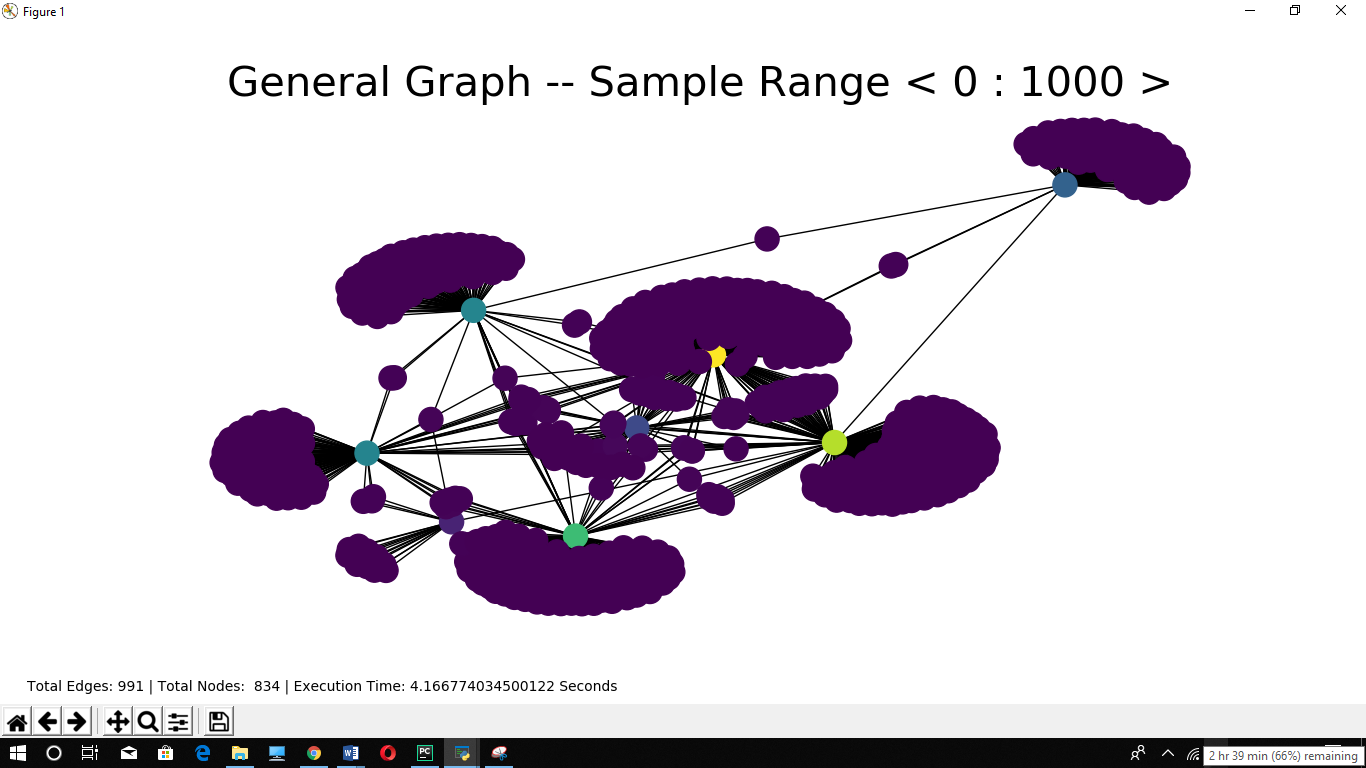 Figure 1
General Graph -- Sample Range < 0 : 1000 >
Total Edges: 991 | Total Nodes:  834 | Execution Time: 4.166774034500122 Seconds
PC
W
2 hr 39 min (66%) remaining